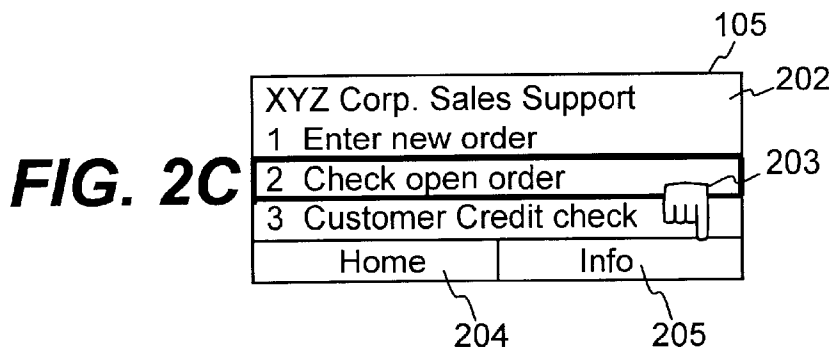 105
202
XYZ Corp. Sales Support
1 Enter new order
FIG. 2C
2 Check open order
203
3 Customer Credit check
Home Info
204 205